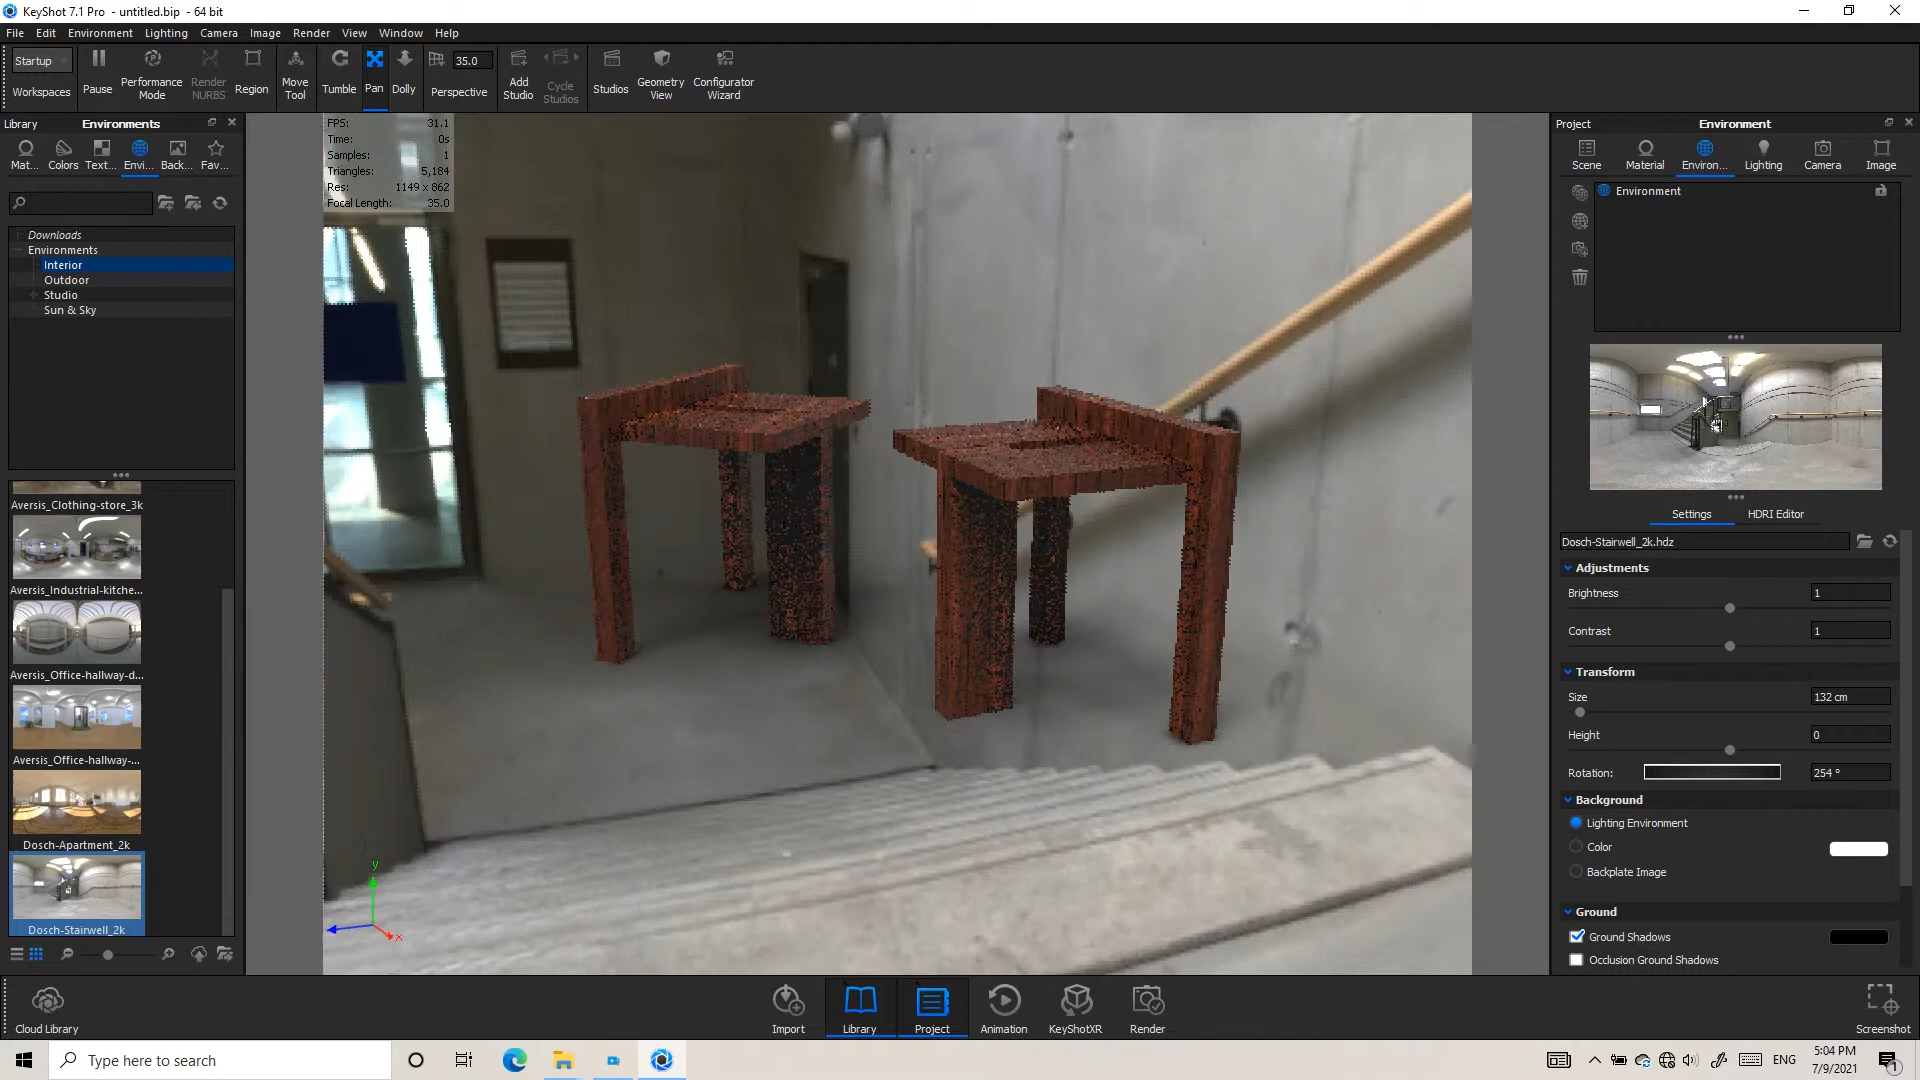 KeyShot 7.1 Pro - untitled.bip - 64 bit
File Edit Environment Lighting Camera Image Render View Window Help
Startup
Workspaces
Pause
Performance Mode
Render NURBS
Region
Move Tool
Tumble
Pan
Dolly
35.0
Perspective
Add Studio
Cycle Studios
Studios
Geometry View
Configurator Wizard
Library Environments
Mat... Colors Text... Envi... Back... Fav...
Downloads
Environments
Interior
Outdoor
Studio
Sun & Sky
Aversis_Clothing-store_3k
Aversis_Industrial-kitche...
Aversis_Office-hallway-d...
Aversis_Office-hallway-...
Dosch-Apartment_2k
Dosch-Stairwell_2k
FPS: 31.1
Time: 0s
Samples: 1
Triangles: 5,184
Res: 1149 x 862
Focal Length: 35.0
y
x
Project Environment
Scene Material Environ... Lighting Camera Image
Environment
Settings HDRI Editor
Dosch-Stairwell_2k.hdz
Adjustments
Brightness 1
Contrast 1
Transform
Size 132 cm
Height 0
Rotation: 254 °
Background
Lighting Environment
Color
Backplate Image
Ground
Ground Shadows
Occlusion Ground Shadows
Cloud Library
Import
Library
Project
Animation
KeyShotXR
Render
Screenshot
Type here to search
ENG
5:04 PM
7/9/2021
1